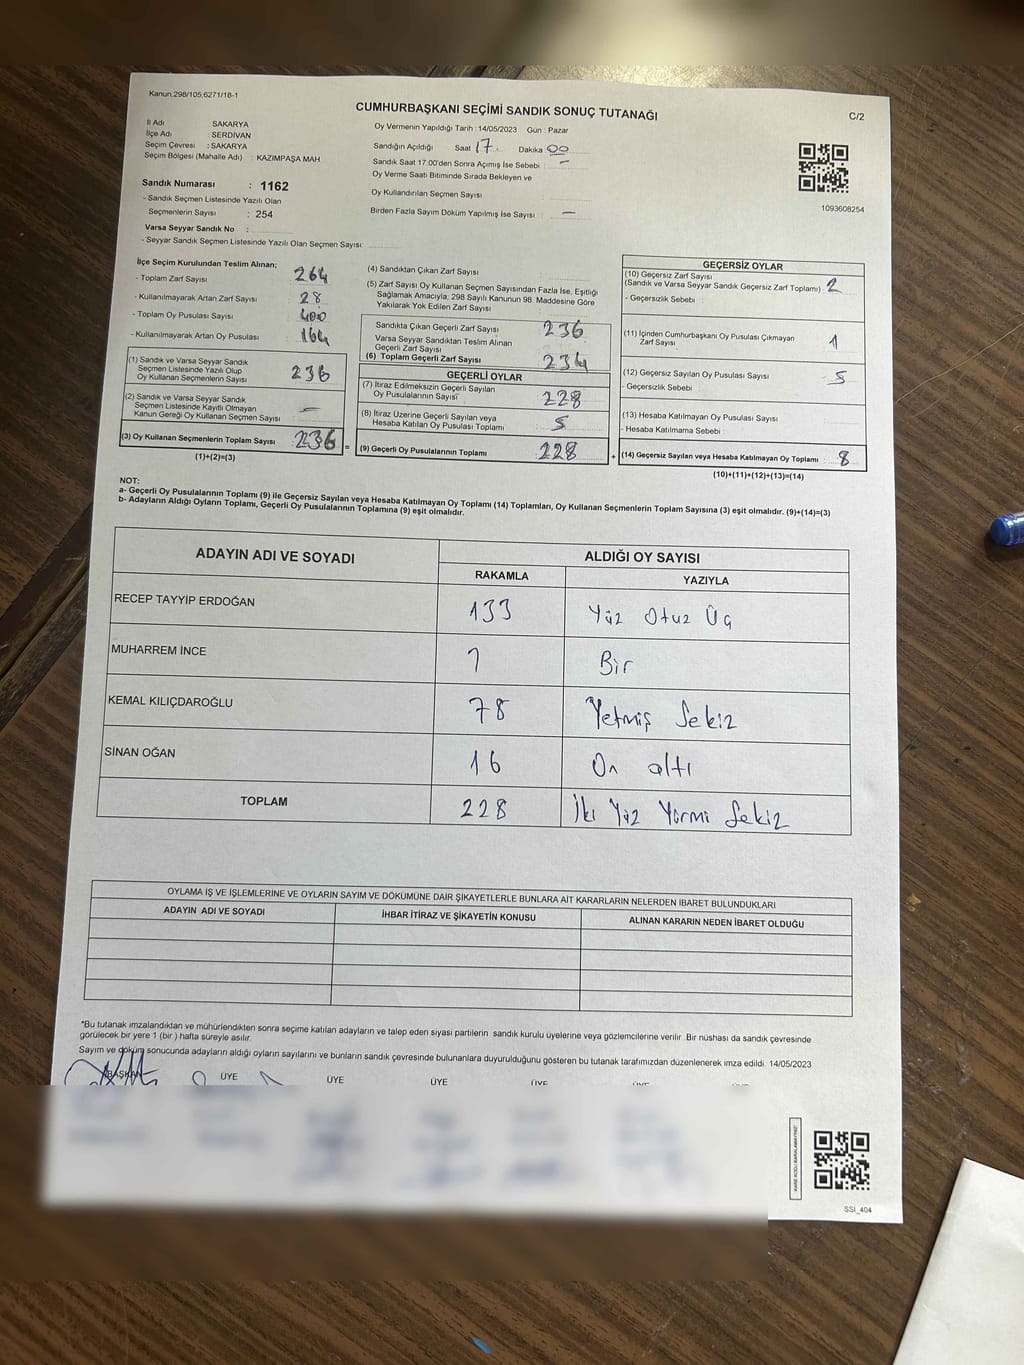 Kanun:298/105;6271/18-1
CUMHURBAŞKANI SEÇİMİ SANDIK SONUÇ TUTANAĞI
C/2
İl Adı : SAKARYA
İlçe Adı : SERDİVAN
Seçim Çevresi : SAKARYA
Seçim Bölgesi (Mahalle Adı) : KAZIMPAŞA MAH
Sandık Numarası : 1162
- Sandık Seçmen Listesinde Yazılı Olan
Seçmenlerin Sayısı : 254
Varsa Seyyar Sandık No :
- Seyyar Sandık Seçmen Listesinde Yazılı Olan Seçmen Sayısı:
Oy Vermenin Yapıldığı Tarih : 14/05/2023 Gün : Pazar
Sandığın Açıldığı Saat 17 Dakika 00
Sandık Saat 17:00'den Sonra Açımış İse Sebebi : -
Oy Verme Saati Bitiminde Sırada Bekleyen ve
Oy Kullandırılan Seçmen Sayısı
Birden Fazla Sayım Döküm Yapılmış İse Sayısı : -
1093608254
İlçe Seçim Kurulundan Teslim Alınan;
- Toplam Zarf Sayısı 264
- Kullanılmayarak Artan Zarf Sayısı 28
- Toplam Oy Pusulası Sayısı 400
- Kullanılmayarak Artan Oy Pusulası 164
(1) Sandık ve Varsa Seyyar Sandık
Seçmen Listesinde Yazılı Olup
Oy Kullanan Seçmenlerin Sayısı 236
(2) Sandık ve Varsa Seyyar Sandık
Seçmen Listesinde Kayıtlı Olmayan
Kanun Gereği Oy Kullanan Seçmen Sayısı -
(3) Oy Kullanan Seçmenlerin Toplam Sayısı 236 =
(1)+(2)=(3)
(4) Sandıktan Çıkan Zarf Sayısı
(5) Zarf Sayısı Oy Kullanan Seçmen Sayısından Fazla İse, Eşitliği
Sağlamak Amacıyla; 298 Sayılı Kanunun 98. Maddesine Göre
Yakılarak Yok Edilen Zarf Sayısı
Sandıkta Çıkan Geçerli Zarf Sayısı 236
Varsa Seyyar Sandıktan Teslim Alınan
Geçerli Zarf Sayısı
(6) Toplam Geçerli Zarf Sayısı 234
GEÇERLİ OYLAR
(7) İtiraz Edilmeksizin Geçerli Sayılan
Oy Pusulalarının Sayısı 228
(8) İtiraz Üzerine Geçerli Sayılan veya
Hesaba Katılan Oy Pusulası Toplamı 5
(9) Geçerli Oy Pusulalarının Toplamı : 228 +
GEÇERSİZ OYLAR
(10) Geçersiz Zarf Sayısı
(Sandık ve Varsa Seyyar Sandık Geçersiz Zarf Toplamı) : 2
- Geçersizlik Sebebi :
(11) İçinden Cumhurbaşkanı Oy Pusulası Çıkmayan
Zarf Sayısı 1
(12) Geçersiz Sayılan Oy Pusulası Sayısı : 5
- Geçersizlik Sebebi :
(13) Hesaba Katılmayan Oy Pusulası Sayısı
- Hesaba Katılmama Sebebi :
(14) Geçersiz Sayılan veya Hesaba Katılmayan Oy Toplamı : 8
(10)+(11)+(12)+(13)=(14)
NOT:
a- Geçerli Oy Pusulalarının Toplamı (9) ile Geçersiz Sayılan veya Hesaba Katılmayan Oy Toplamı (14) Toplamları, Oy Kullanan Seçmenlerin Toplam Sayısına (3) eşit olmalıdır. (9)+(14)=(3)
b- Adayların Aldığı Oyların Toplamı, Geçerli Oy Pusulalarının Toplamına (9) eşit olmalıdır.
ADAYIN ADI VE SOYADI
ALDIĞI OY SAYISI
RAKAMLA YAZIYLA
RECEP TAYYİP ERDOĞAN 133 Yüz Otuz Üç
MUHARREM İNCE 1 Bir
KEMAL KILIÇDAROĞLU 78 Yetmiş Sekiz
SİNAN OĞAN 16 On altı
TOPLAM 228 İki Yüz Yirmi Sekiz
OYLAMA İŞ VE İŞLEMLERİNE VE OYLARIN SAYIM VE DÖKÜMÜNE DAİR ŞİKAYETLERLE BUNLARA AİT KARARLARIN NELERDEN İBARET BULUNDUKLARI
ADAYIN ADI VE SOYADI İHBAR İTİRAZ VE ŞİKAYETİN KONUSU ALINAN KARARIN NEDEN İBARET OLDUĞU
*Bu tutanak imzalandıktan ve mühürlendikten sonra seçime katılan adayların ve talep eden siyasi partilerin sandık kurulu üyelerine veya gözlemcilerine verilir. Bir nüshası da sandık çevresinde
görülecek bir yere 1 (bir) hafta süreyle asılır.
Sayım ve döküm sonucunda adayların aldığı oyların sayılarını ve bunların sandık çevresinde bulunanlara duyurulduğunu gösteren bu tutanak tarafımızdan düzenlenerek imza edildi. 14/05/2023
BAŞKAN ÜYE ÜYE ÜYE ÜYE
SSİ_404